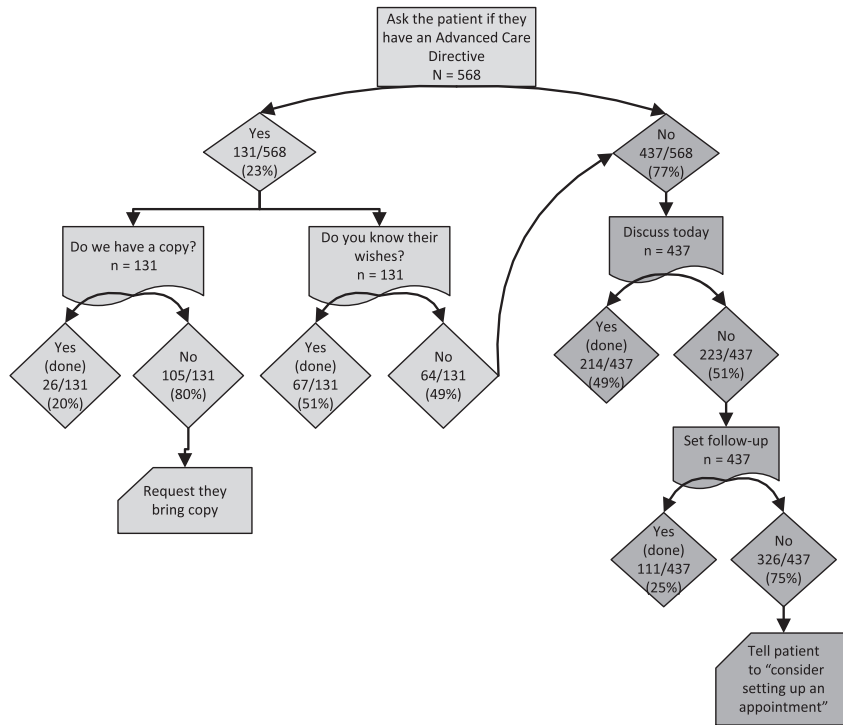 Ask the patient if they
have an Advanced Care
Directive
N = 568
Yes
131/568
(23%)
No
437/568
(77%)
Do we have a copy?
n = 131
Do you know their
wishes?
n = 131
Discuss today
n = 437
Yes
(done)
26/131
(20%)
No
105/131
(80%)
Yes
(done)
67/131
(51%)
No
64/131
(49%)
Yes
(done)
214/437
(49%)
No
223/437
(51%)
Set follow-up
n = 437
Request they
bring copy
Yes
(done)
111/437
(25%)
No
326/437
(75%)
Tell patient
to “consider
setting up an
appointment”